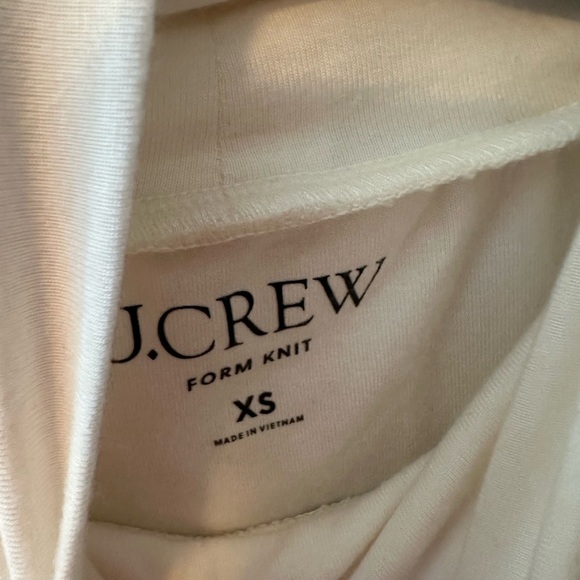 J.CREW
FORM KNIT
XS
MADE IN VIETNAM